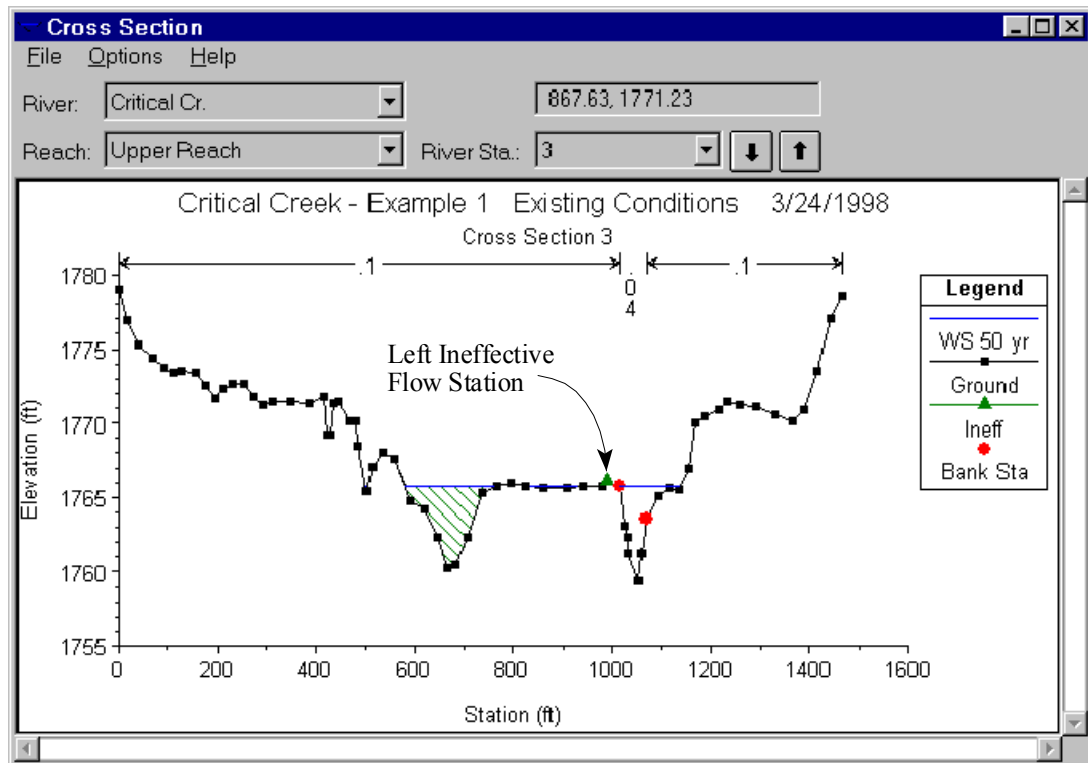 Cross Section
File Options Help
River: Critical Cr. 867.63, 1771.23
Reach: Upper Reach River Sta.: 3
Critical Creek - Example 1 Existing Conditions 3/24/1998
Cross Section 3
.1 .04 .1
1780
1775
1770
1765
1760
1755
Elevation (ft)
Left Ineffective
Flow Station
Legend
WS 50 yr
Ground
Ineff
Bank Sta
0 200 400 600 800 1000 1200 1400 1600
Station (ft)